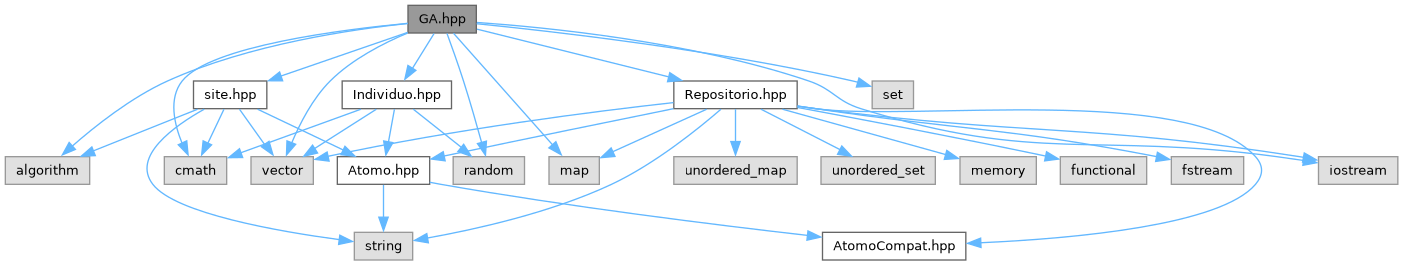 GA.hpp
site.hpp
Individuo.hpp
Repositorio.hpp
set
algorithm
cmath
vector
Atomo.hpp
random
map
unordered_map
unordered_set
memory
functional
fstream
iostream
string
AtomoCompat.hpp